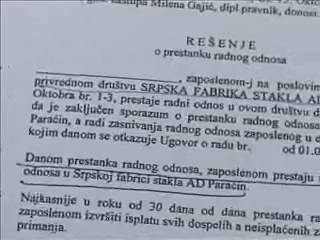 zastupa Milena Gajić, dipl.pravnik, donosi
REŠENJE
o prestanku radnog odnosa
, zaposlenom-j na poslovim
privrednom društvu SRPSKA FABRIKA STAKLA AD
Oktobra br. 1-3, prestaje radni odnos u ovom društvu d
da je zaključen sporazum o prestanku radnog odnosa
Paraćin, a radi zasnivanja radnog odnosa zaposlenog u
kojim danom se otkazuje Ugovor o radu br. od 01.0
Danom prestanka radnog odnosa, zaposlenom prestaju
odnosa u Srpskoj fabrici stakla AD Paraćin.
Najkasnije u roku od 30 dana od dana prestanka ra
zaposlenom izvršiti isplatu svih dospelih a neisplaćenih z
primanja.